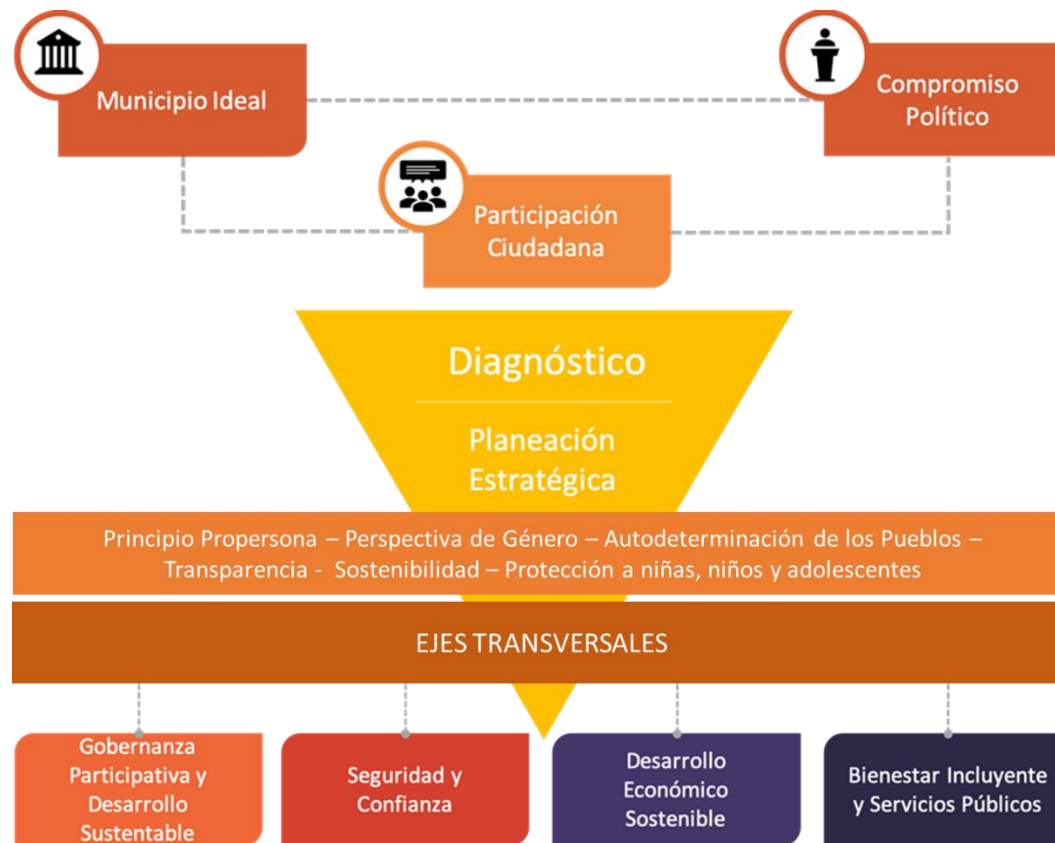 Municipio Ideal
Compromiso
Político
Participación
Ciudadana
Diagnóstico
Planeación
Estratégica
Principio Propersona – Perspectiva de Género – Autodeterminación de los Pueblos –
Transparencia - Sostenibilidad – Protección a niñas, niños y adolescentes
EJES TRANSVERSALES
Gobernanza
Participativa y
Desarrollo
Sustentable
Seguridad y
Confianza
Desarrollo
Económico
Sostenible
Bienestar Incluyente
y Servicios Públicos